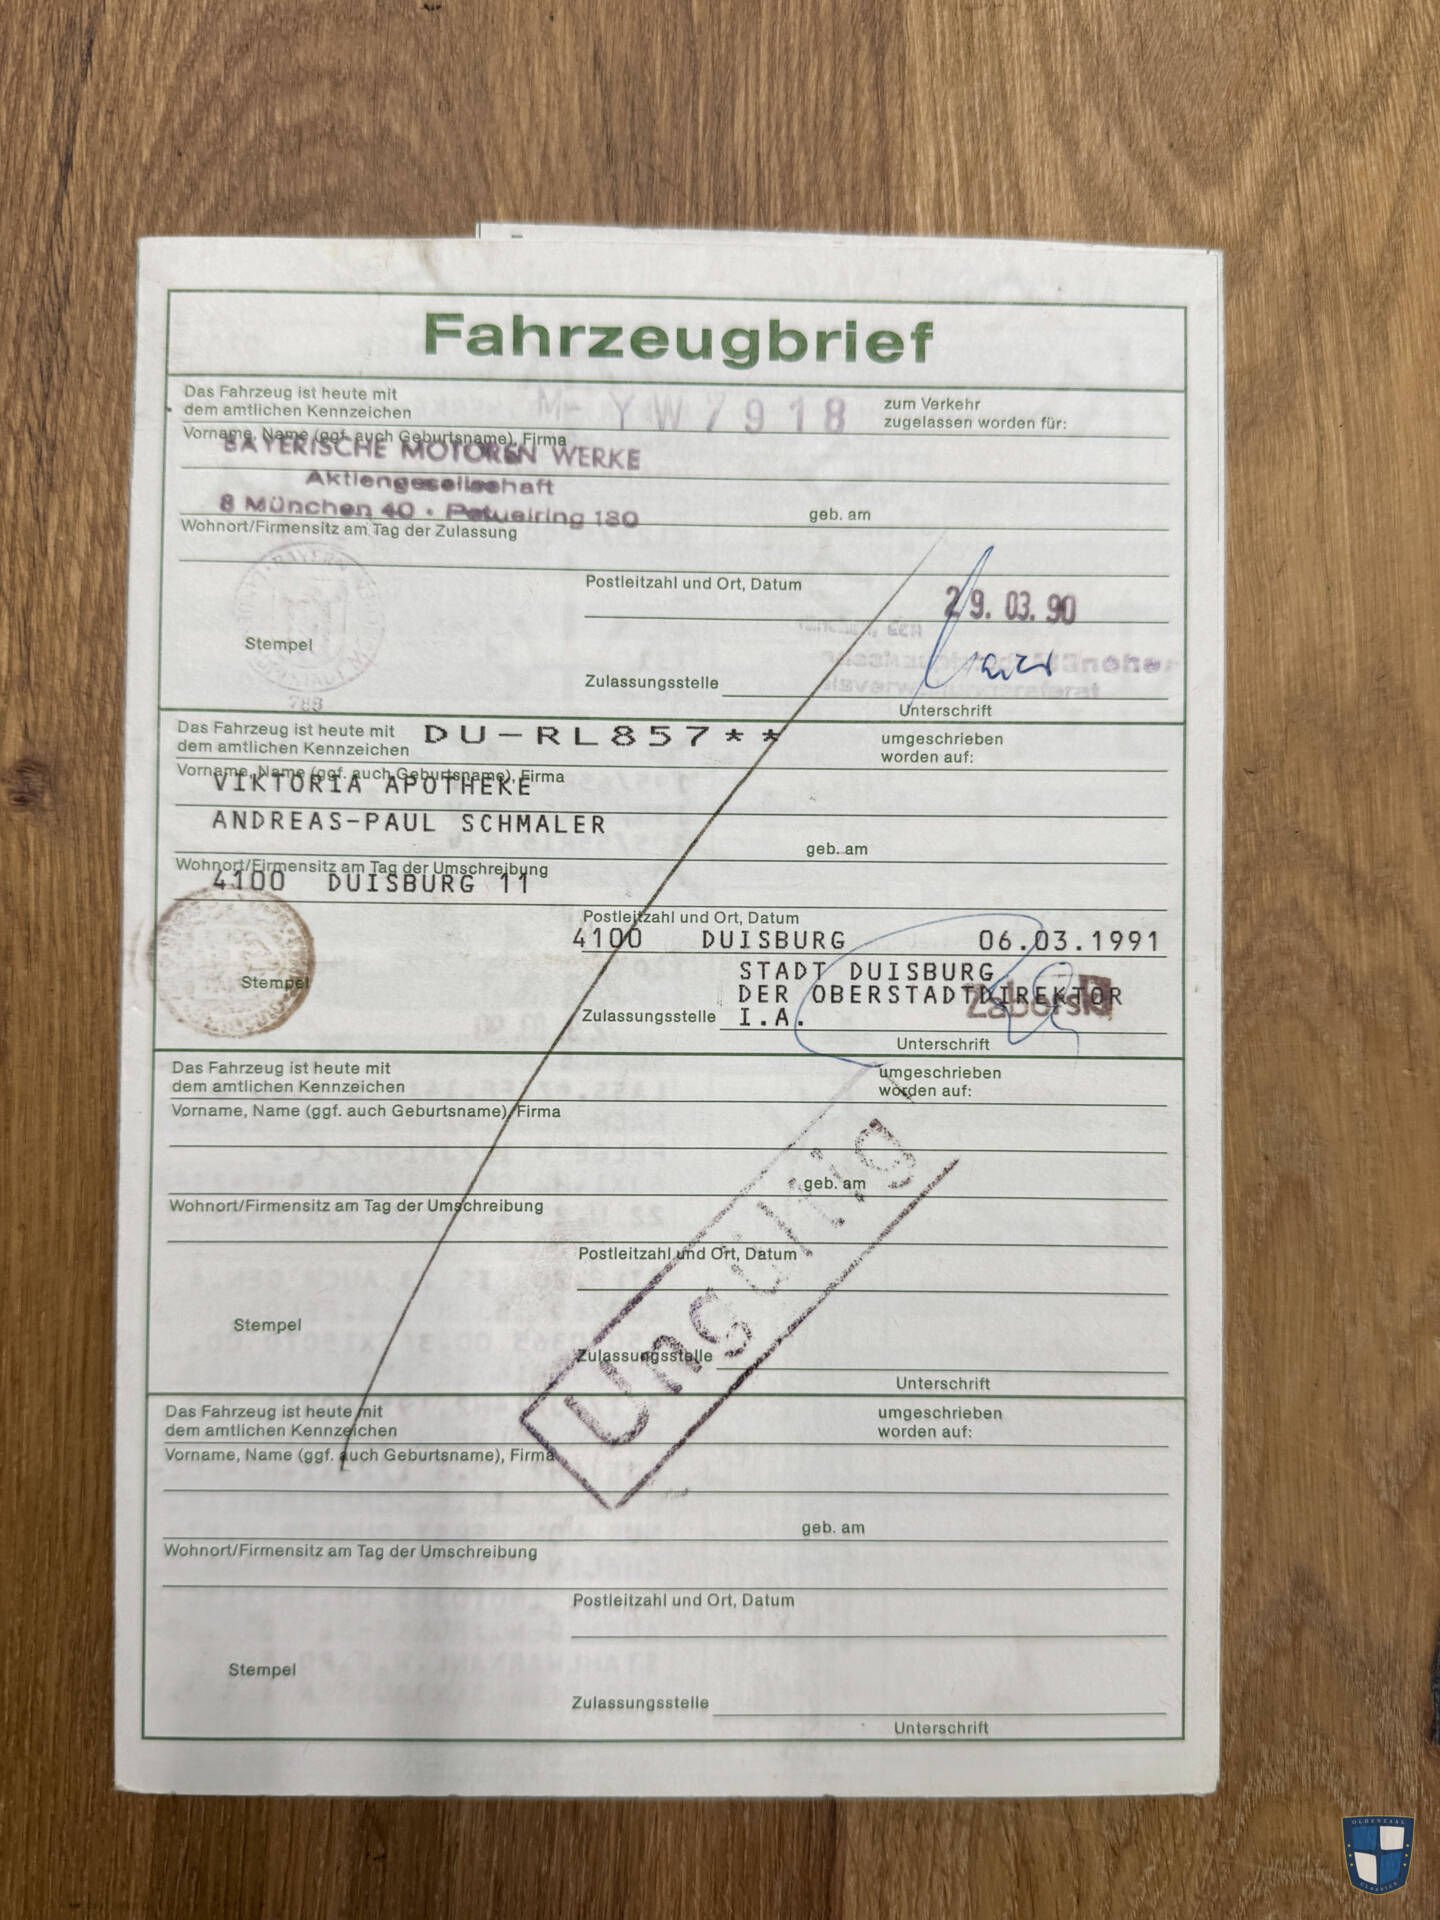 Fahrzeugbrief
Das Fahrzeug ist heute mit
dem amtlichen Kennzeichen
M-YW7918
zum Verkehr
zugelassen worden für:
Vorname, Name (ggf. auch Geburtsname), Firma
BAYERISCHE MOTOREN WERKE
Aktiengesellschaft
8 München 40 · Petuelring 130
geb. am
Wohnort/Firmensitz am Tag der Zulassung
Postleitzahl und Ort, Datum
29. 03. 90
Stempel
Zulassungsstelle
788
Unterschrift
Das Fahrzeug ist heute mit
dem amtlichen Kennzeichen
DU-RL857**
umgeschrieben
worden auf:
Vorname, Name (ggf. auch Geburtsname), Firma
VIKTORIA APOTHEKE
ANDREAS-PAUL SCHMALER
geb. am
Wohnort/Firmensitz am Tag der Umschreibung
4100 DUISBURG 11
Postleitzahl und Ort, Datum
4100 DUISBURG 06.03.1991
STADT DUISBURG
Stempel
DER OBERSTADTDIREKTOR
Zaborski
Zulassungsstelle I.A.
Unterschrift
Das Fahrzeug ist heute mit
dem amtlichen Kennzeichen
umgeschrieben
worden auf:
Vorname, Name (ggf. auch Geburtsname), Firma
geb. am
Wohnort/Firmensitz am Tag der Umschreibung
Postleitzahl und Ort, Datum
Ungültig
Stempel
Zulassungsstelle
Unterschrift
Das Fahrzeug ist heute mit
dem amtlichen Kennzeichen
umgeschrieben
worden auf:
Vorname, Name (ggf. auch Geburtsname), Firma
geb. am
Wohnort/Firmensitz am Tag der Umschreibung
Postleitzahl und Ort, Datum
Stempel
Zulassungsstelle
Unterschrift
OLDENZAAL
CLASSICS